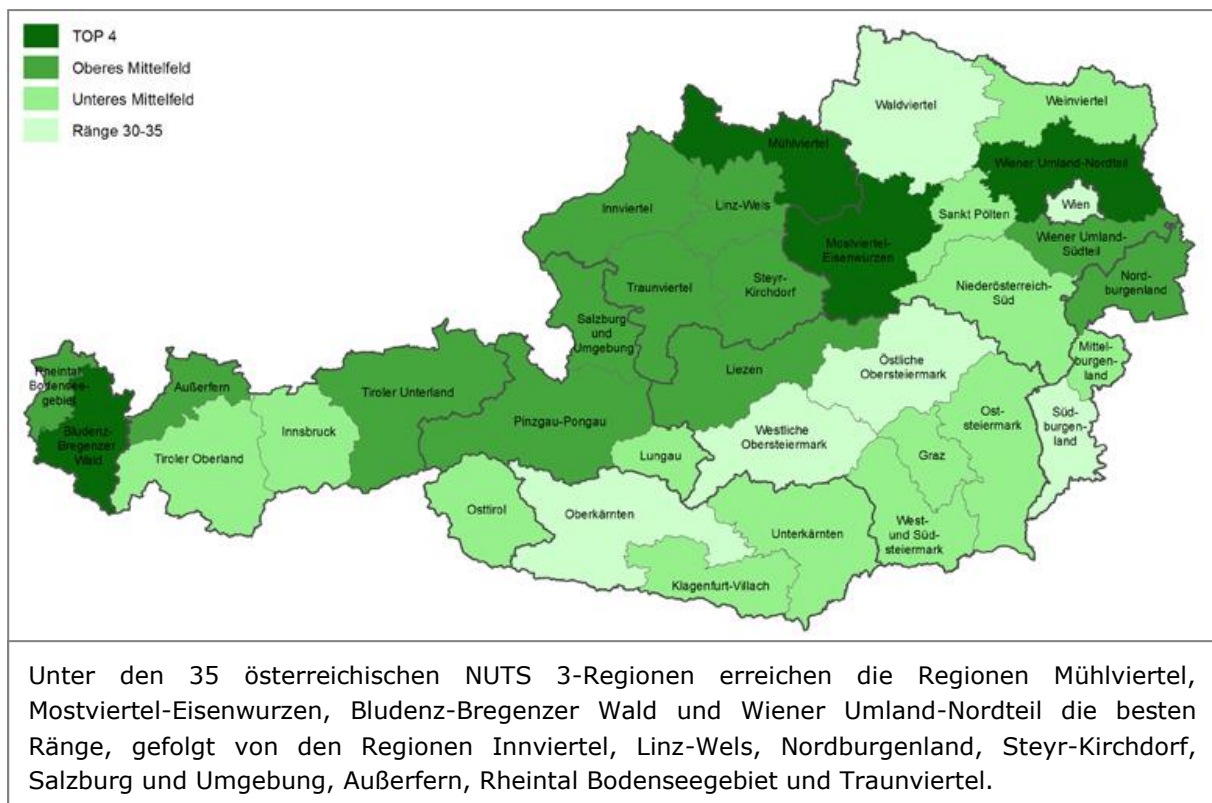 TOP 4
Oberes Mittelfeld
Unteres Mittelfeld
Ränge 30-35
Waldviertel
Weinviertel
Mühlviertel
Wiener Umland-Nordteil
Innviertel
Linz-Wels
Sankt Pölten
Wien
Mostviertel-
Eisenwurzen
Wiener Umland-
Südteil
Traunviertel
Steyr-
Kirchdorf
Niederösterreich-
Süd
Nord-
burgenland
Salzburg
und
Umgebung
Mittel-
burgen-
land
Rheintal
Bodensee-
gebiet
Außerfern
Tiroler Unterland
Liezen
Östliche
Obersteiermark
Bludenz-
Bregenzer
Wald
Tiroler Oberland
Innsbruck
Pinzgau-Pongau
Lungau
Westliche
Obersteiermark
Graz
Ost-
steiermark
Süd-
burgen-
land
Osttirol
Oberkärnten
Unterkärnten
West-
und Süd-
steiermark
Klagenfurt-Villach
Unter den 35 österreichischen NUTS 3-Regionen erreichen die Regionen Mühlviertel,
Mostviertel-Eisenwurzen, Bludenz-Bregenzer Wald und Wiener Umland-Nordteil die besten
Ränge, gefolgt von den Regionen Innviertel, Linz-Wels, Nordburgenland, Steyr-Kirchdorf,
Salzburg und Umgebung, Außerfern, Rheintal Bodenseegebiet und Traunviertel.